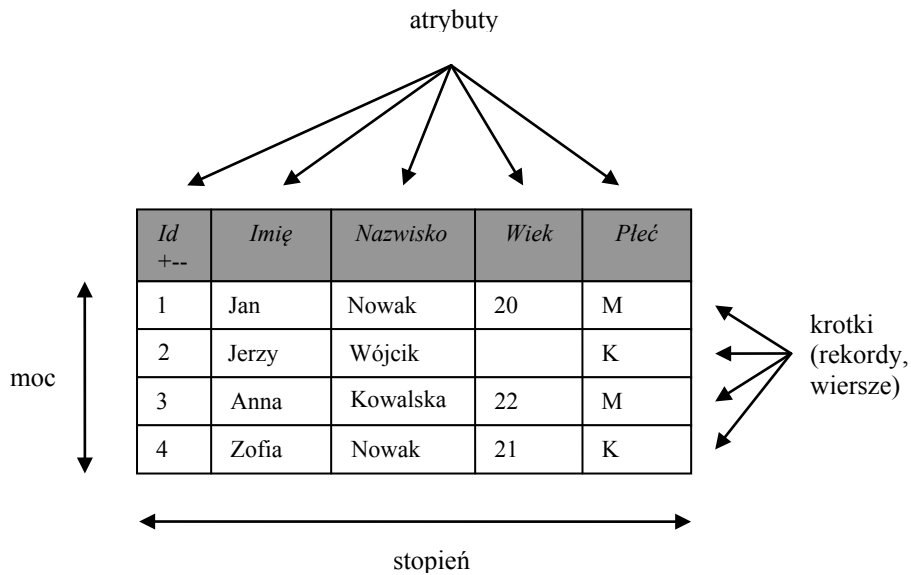 atrybuty
Id Imię Nazwisko Wiek Płeć
+--
1 Jan Nowak 20 M
2 Jerzy Wójcik K
3 Anna Kowalska 22 M
4 Zofia Nowak 21 K
moc
krotki
(rekordy,
wiersze)
stopień